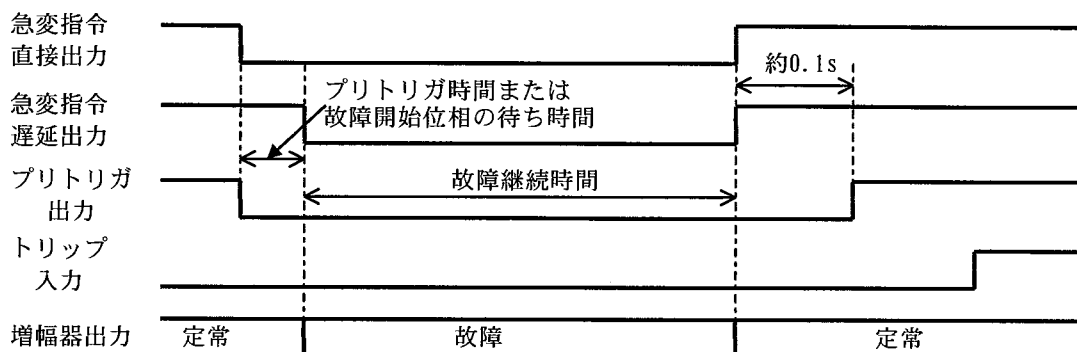 急変指令
直接出力
約0.1s
プリトリガ時間または
故障開始位相の待ち時間
急変指令
遅延出力
プリトリガ
出力
故障継続時間
トリップ
入力
増幅器出力 定常 故障 定常